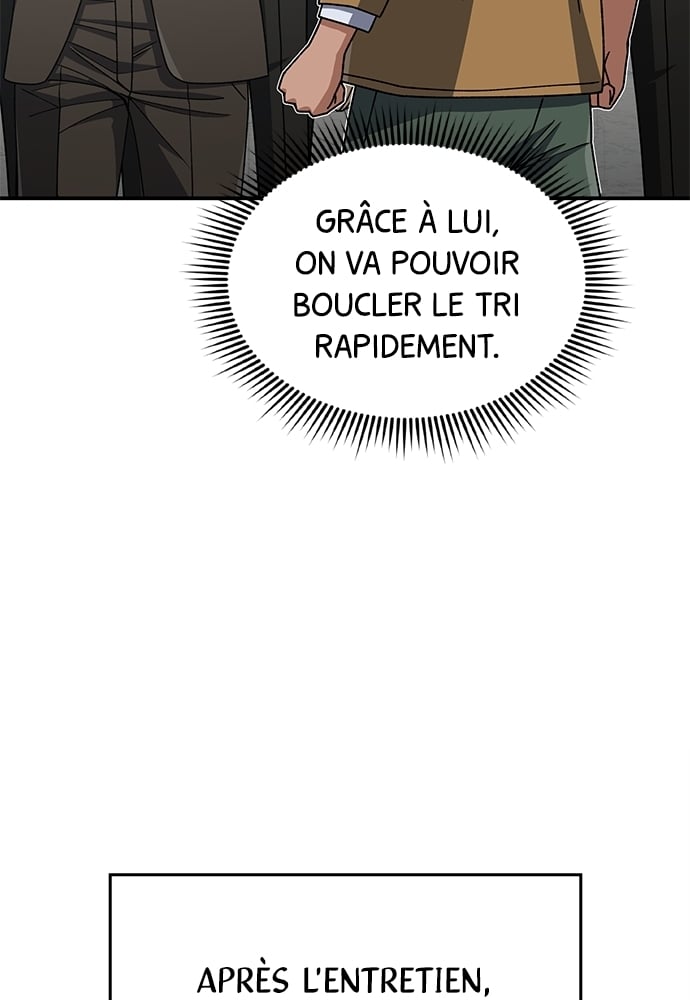 GRÂCE À LUI,
ON VA POUVOIR
BOUCLER LE TRI
RAPIDEMENT.
APRÈS L'ENTRETIEN,